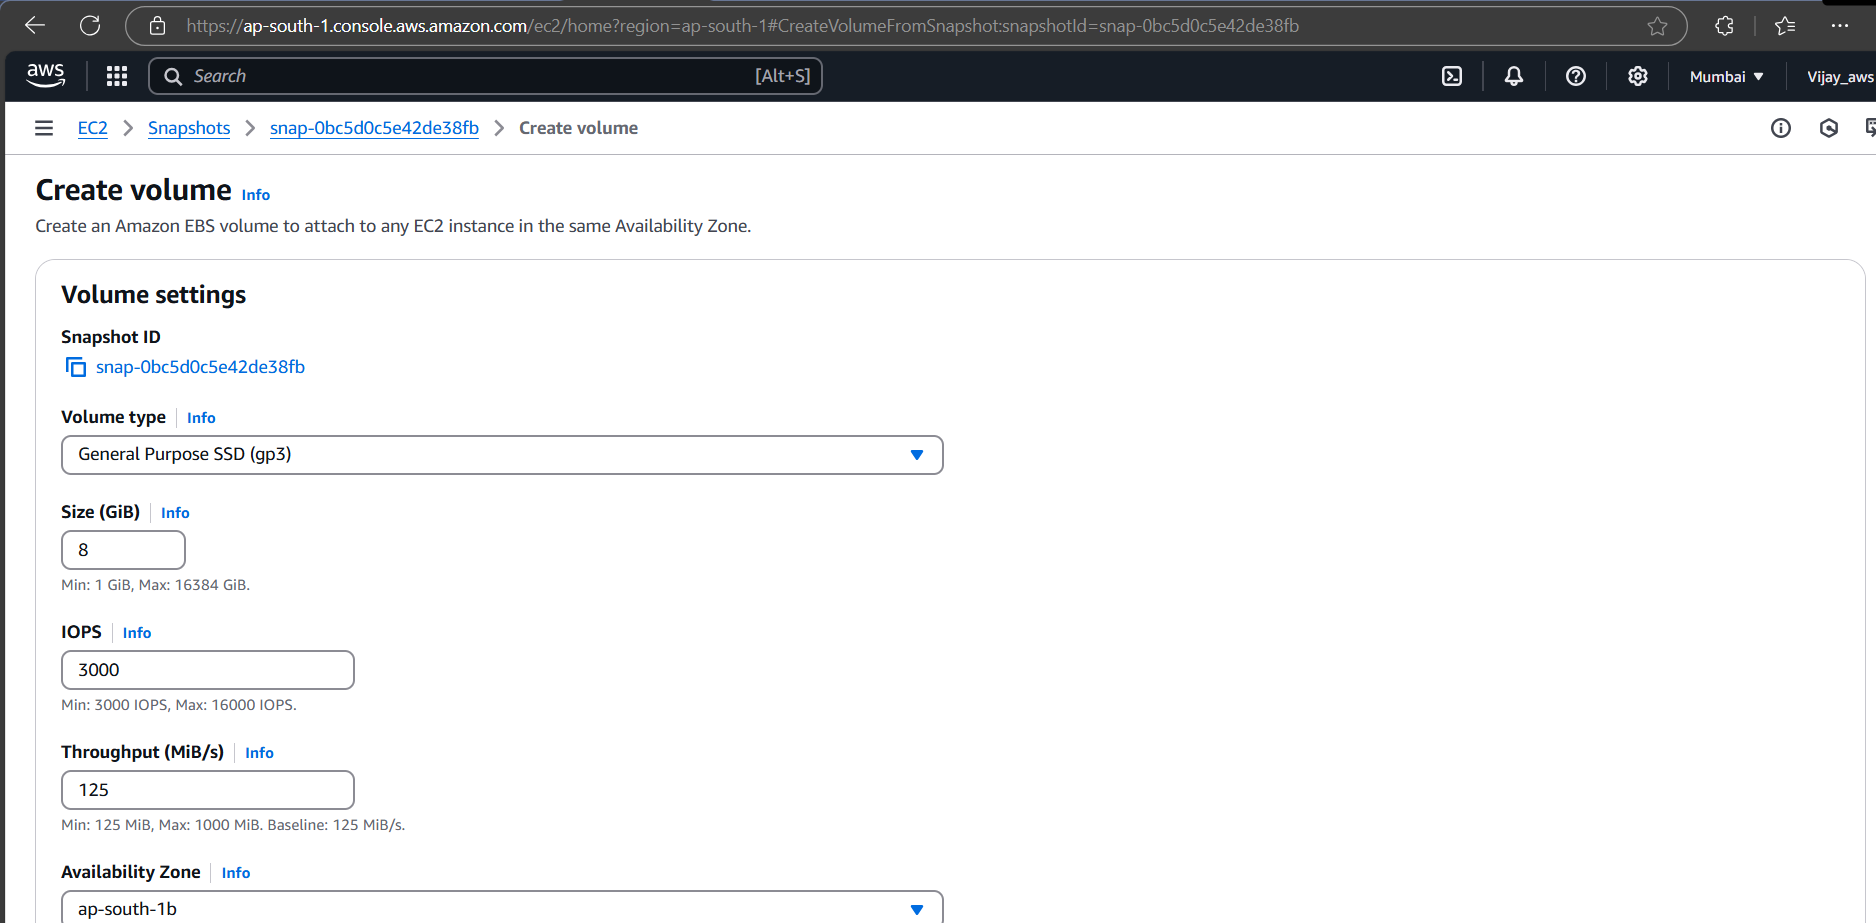 https://ap-south-1.console.aws.amazon.com/ec2/home?region=ap-south-1#CreateVolumeFromSnapshot:snapshotId=snap-0bc5d0c5e42de38fb
aws Search [Alt+S] Mumbai Vijay_aws
EC2 Snapshots snap-0bc5d0c5e42de38fb Create volume
Create volume Info
Create an Amazon EBS volume to attach to any EC2 instance in the same Availability Zone.
Volume settings
Snapshot ID
snap-0bc5d0c5e42de38fb
Volume type Info
General Purpose SSD (gp3)
Size (GiB) Info
8
Min: 1 GiB, Max: 16384 GiB.
IOPS Info
3000
Min: 3000 IOPS, Max: 16000 IOPS.
Throughput (MiB/s) Info
125
Min: 125 MiB, Max: 1000 MiB. Baseline: 125 MiB/s.
Availability Zone Info
ap-south-1b